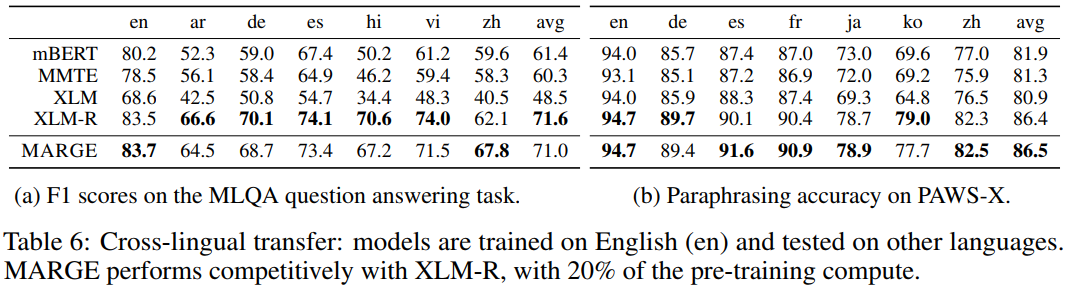 en ar de es hi vi zh avg
mBERT 80.2 52.3 59.0 67.4 50.2 61.2 59.6 61.4
MMTE 78.5 56.1 58.4 64.9 46.2 59.4 58.3 60.3
XLM 68.6 42.5 50.8 54.7 34.4 48.3 40.5 48.5
XLM-R 83.5 66.6 70.1 74.1 70.6 74.0 62.1 71.6
MARGE 83.7 64.5 68.7 73.4 67.2 71.5 67.8 71.0
(a) F1 scores on the MLQA question answering task.
en de es fr ja ko zh avg
94.0 85.7 87.4 87.0 73.0 69.6 77.0 81.9
93.1 85.1 87.2 86.9 72.0 69.2 75.9 81.3
94.0 85.9 88.3 87.4 69.3 64.8 76.5 80.9
94.7 89.7 90.1 90.4 78.7 79.0 82.3 86.4
94.7 89.4 91.6 90.9 78.9 77.7 82.5 86.5
(b) Paraphrasing accuracy on PAWS-X.
Table 6: Cross-lingual transfer: models are trained on English (en) and tested on other languages.
MARGE performs competitively with XLM-R, with 20% of the pre-training compute.